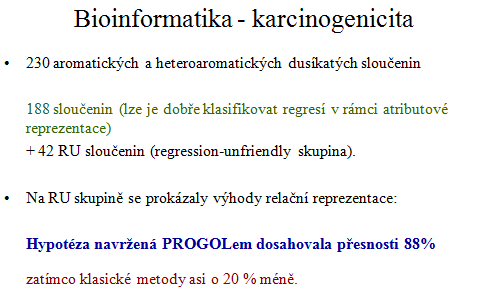 Bioinformatika - karcinogenicita
• 230 aromatických a heteroaromatických dusíkatých sloučenin
188 sloučenin (lze je dobře klasifikovat regresí v rámci atributové
reprezentace)
+ 42 RU sloučenin (regression-unfriendly skupina).
• Na RU skupině se prokázaly výhody relační reprezentace:
Hypotéza navržená PROGOLem dosahovala přesnosti 88%
zatímco klasické metody asi o 20 % méně.